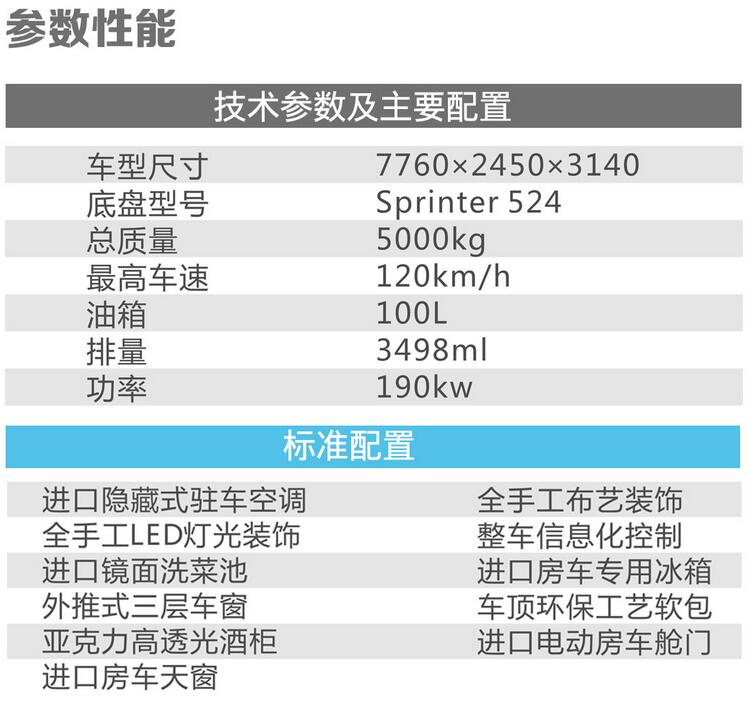 参数性能
技术参数及主要配置
车型尺寸 7760×2450×3140
底盘型号 Sprinter 524
总质量 5000kg
最高车速 120km/h
油箱 100L
排量 3498ml
功率 190kw
标准配置
进口隐藏式驻车空调 全手工布艺装饰
全手工LED灯光装饰 整车信息化控制
进口镜面洗菜池 进口房车专用冰箱
外推式三层车窗 车顶环保工艺软包
亚克力高透光酒柜 进口电动房车舱门
进口房车天窗